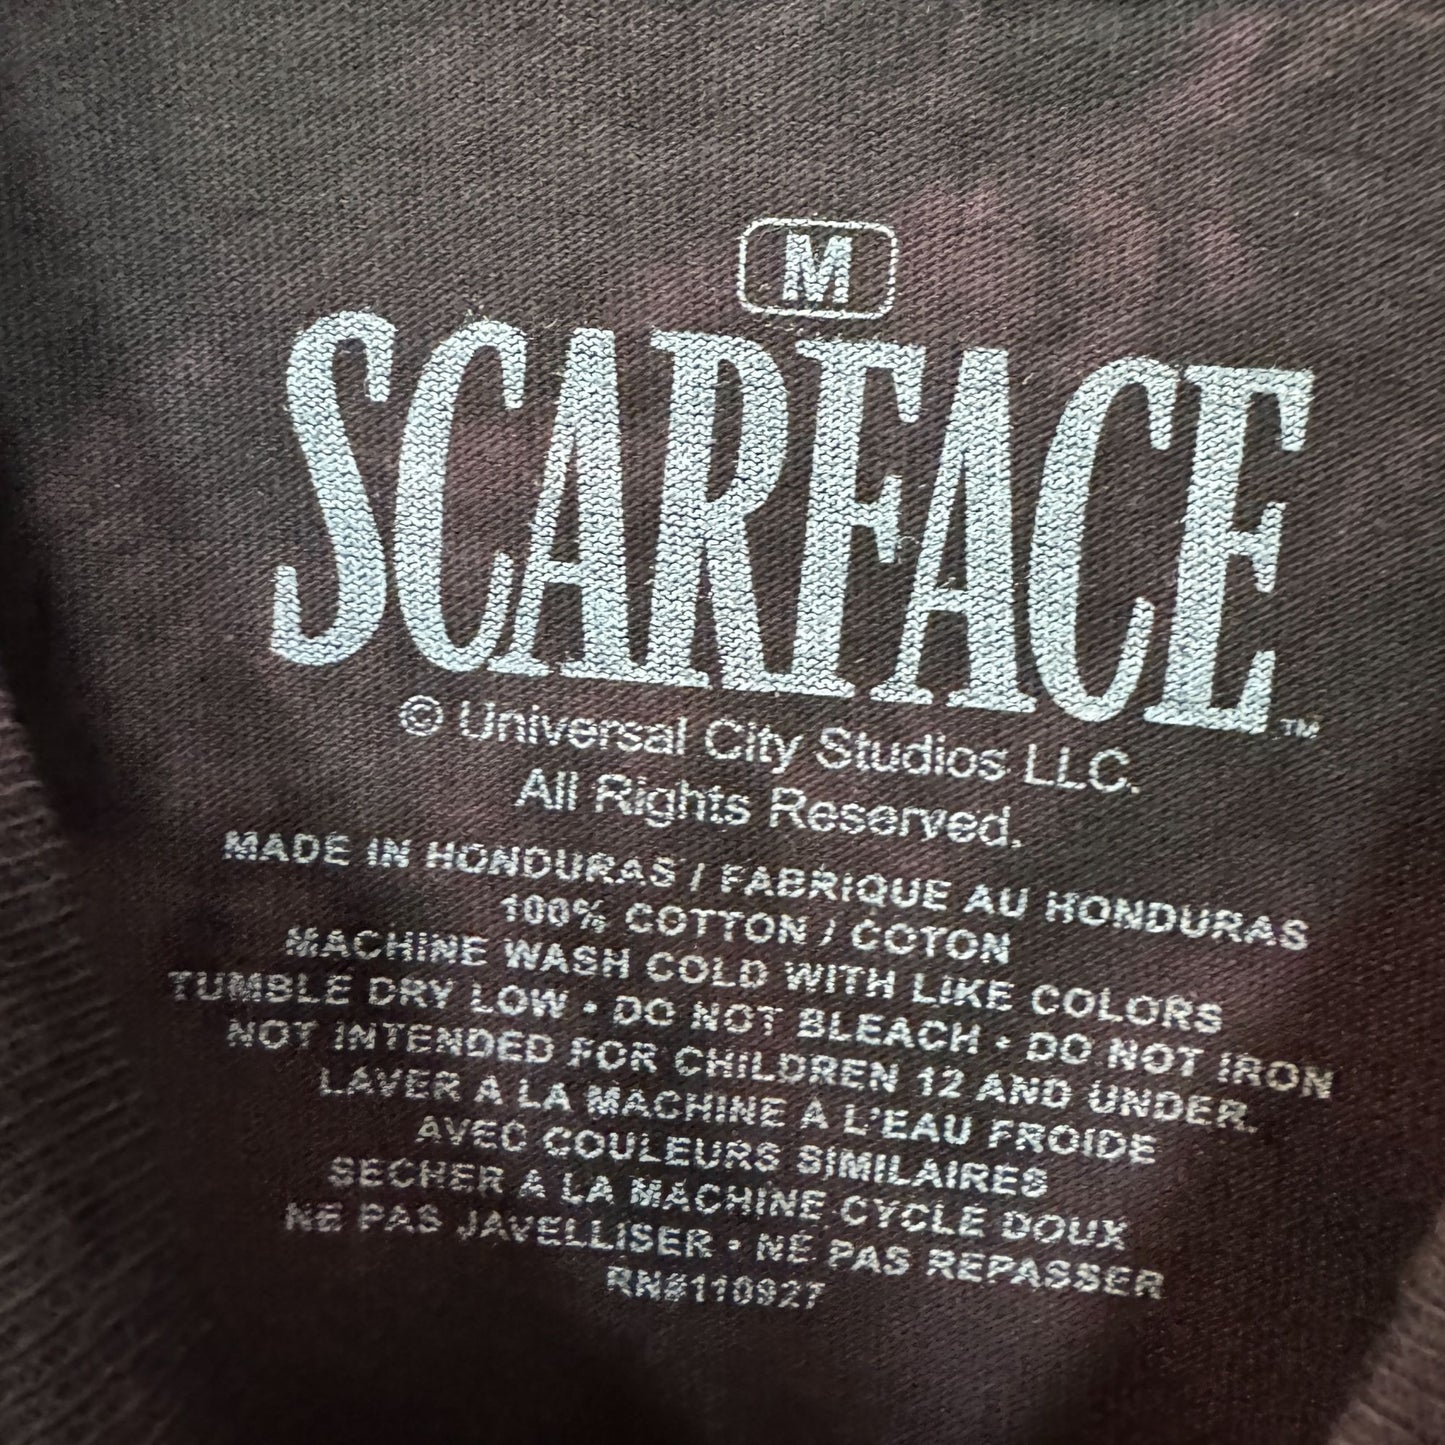 M
SCARFACE™
© Universal City Studios LLC.
All Rights Reserved.
MADE IN HONDURAS / FABRIQUE AU HONDURAS
100% COTTON / COTON
MACHINE WASH COLD WITH LIKE COLORS
TUMBLE DRY LOW • DO NOT BLEACH • DO NOT IRON
NOT INTENDED FOR CHILDREN 12 AND UNDER.
LAVER A LA MACHINE A L'EAU FROIDE
AVEC COULEURS SIMILAIRES
SECHER A LA MACHINE CYCLE DOUX
NE PAS JAVELLISER • NE PAS REPASSER
RN#110927